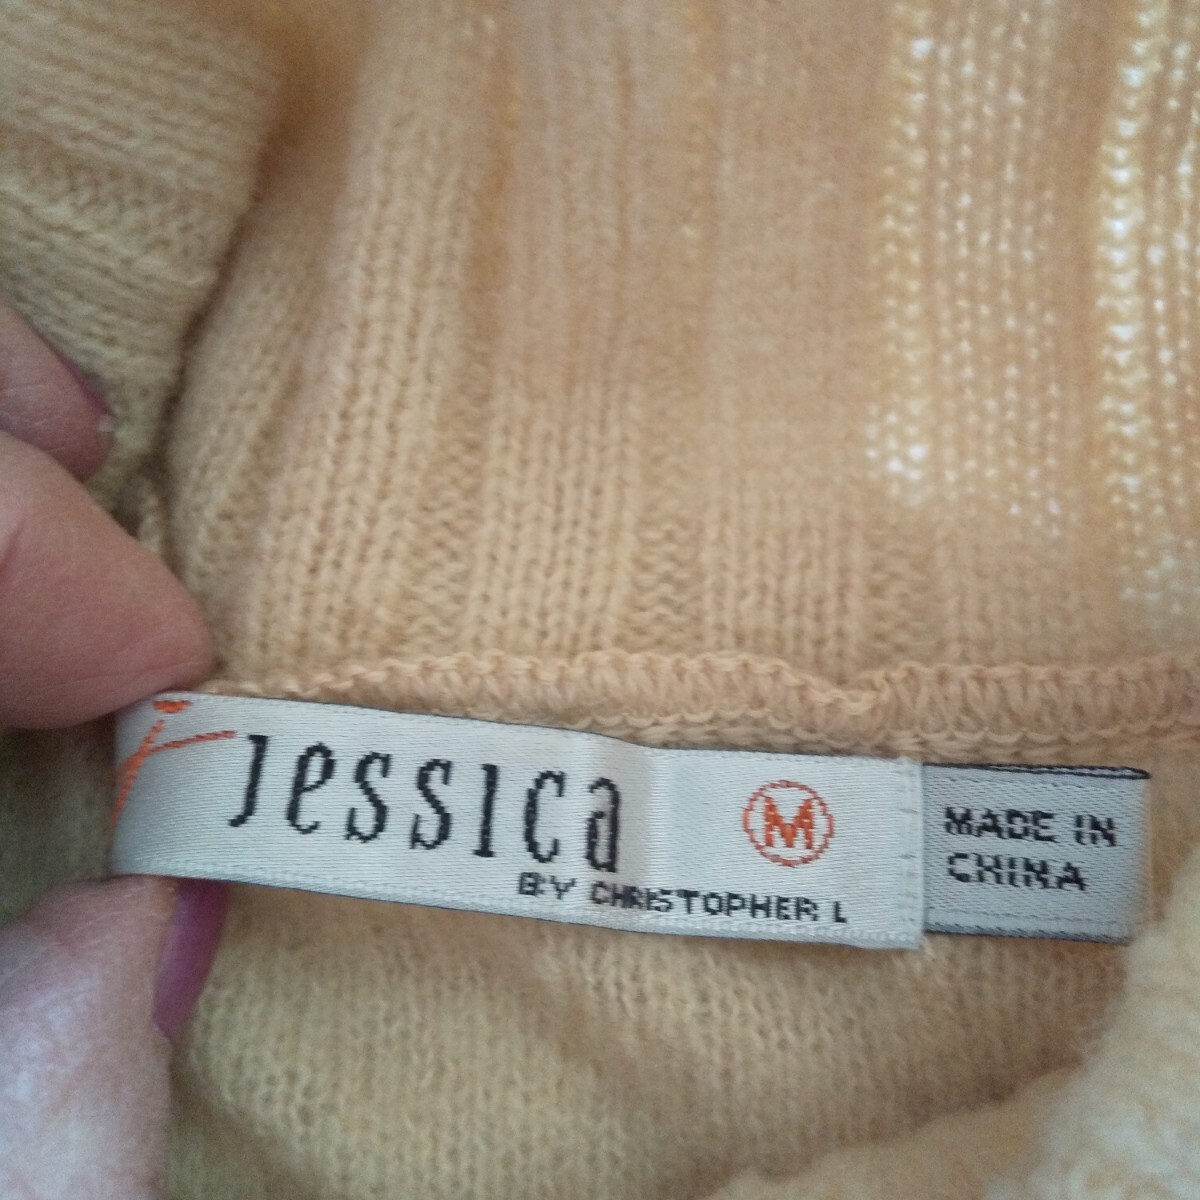 Jessica
M
BY CHRISTOPHER L
MADE IN
CHINA